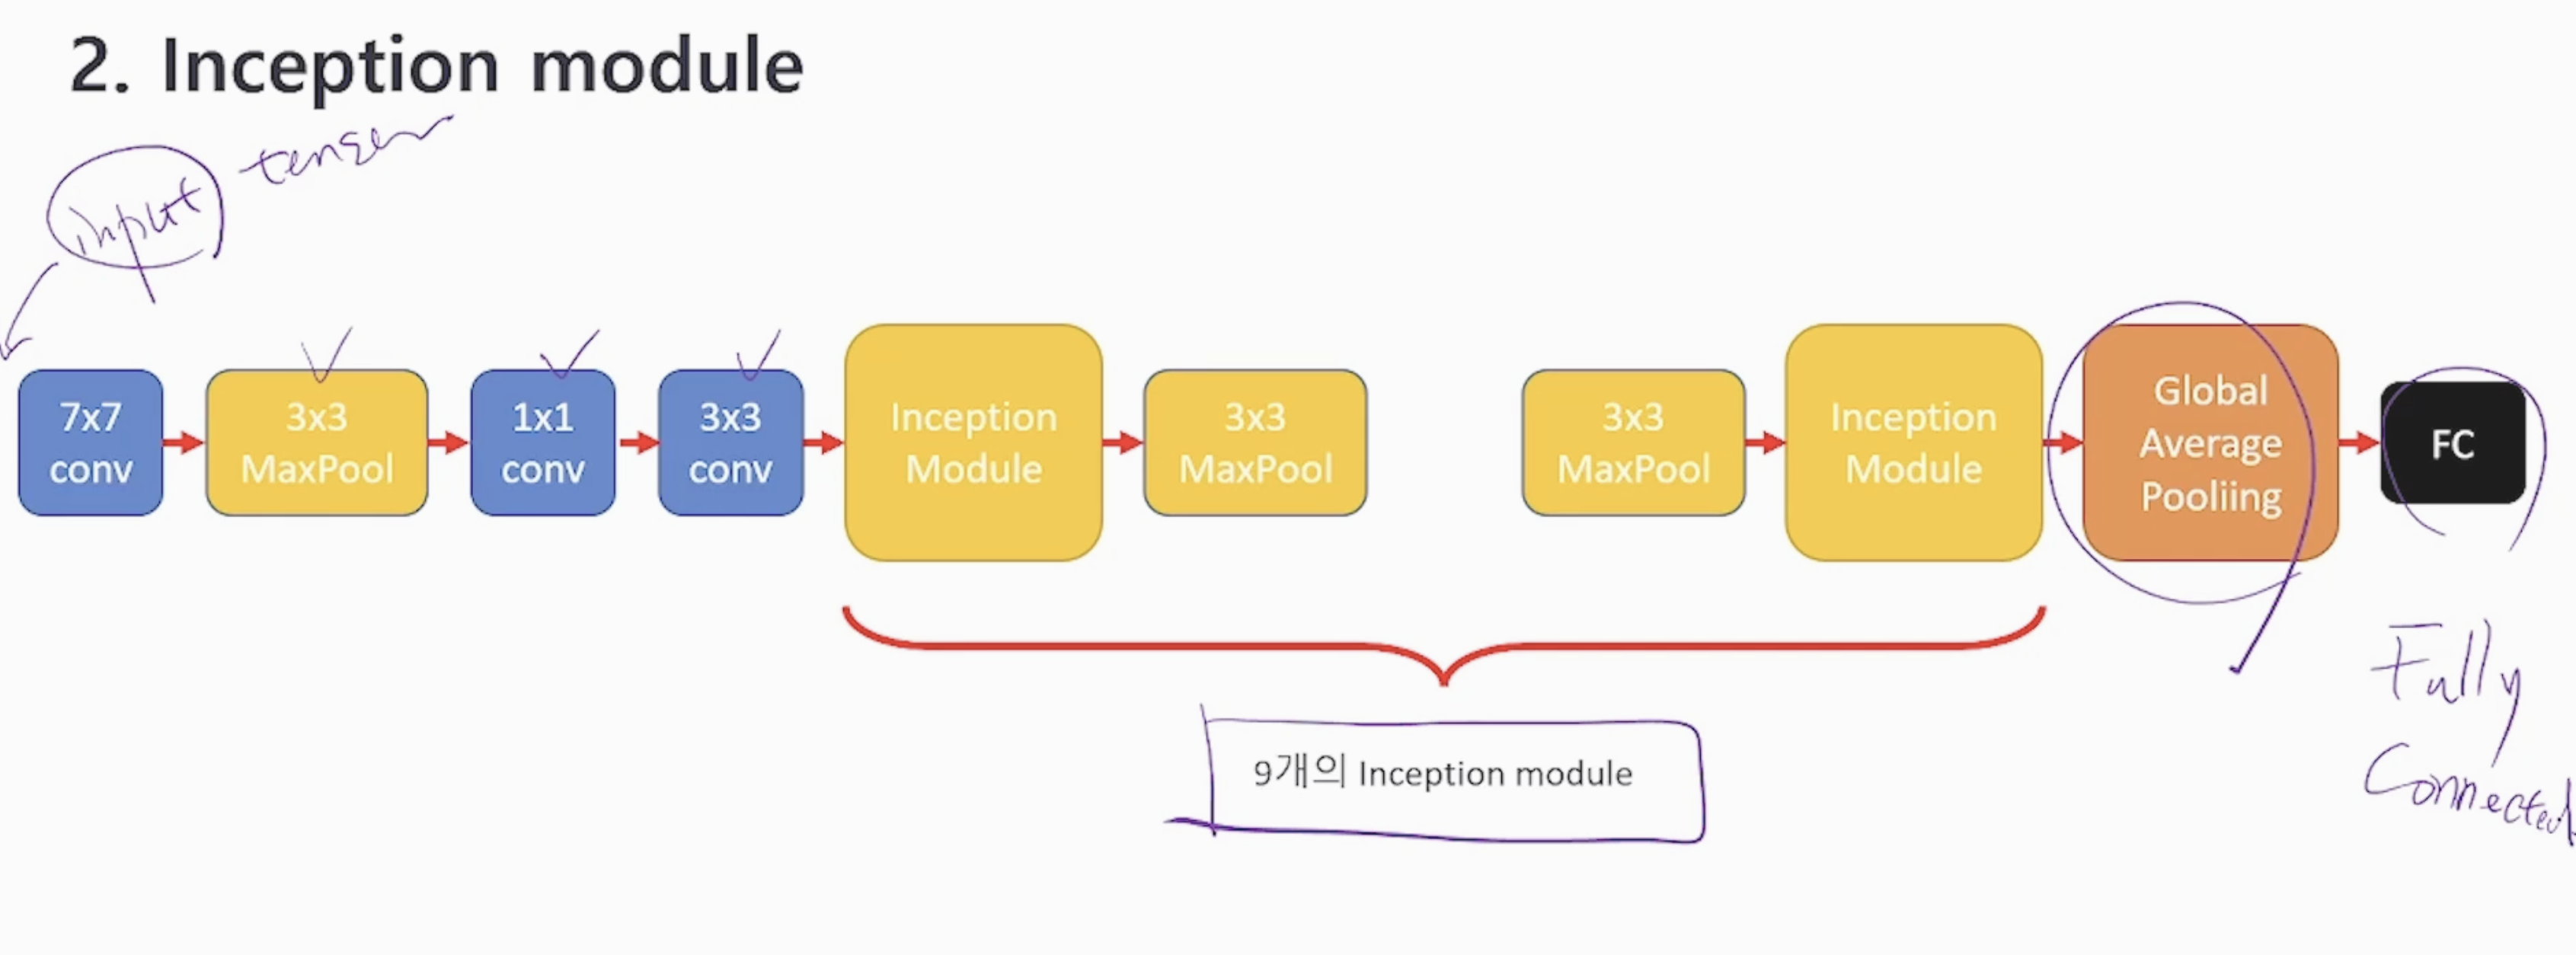 2. Inception module
input tensor
7x7
conv
3x3
MaxPool
1x1
conv
3x3
conv
Inception
Module
3x3
MaxPool
3x3
MaxPool
Inception
Module
Global
Average
Pooliing
FC
Fully
Connected
9개의 Inception module